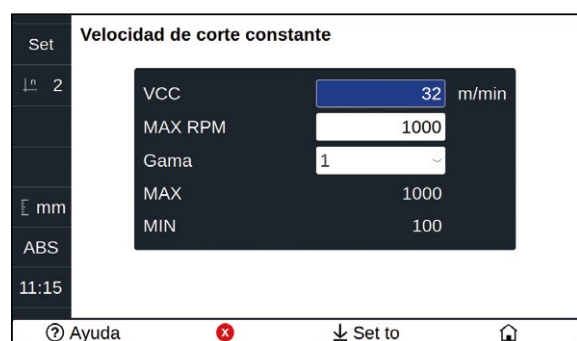 Set
Velocidad de corte constante
n 2
VCC 32 m/min
MAX RPM 1000
Gama 1
MAX 1000
MIN 100
mm
ABS
11:15
? Ayuda
X
Set to